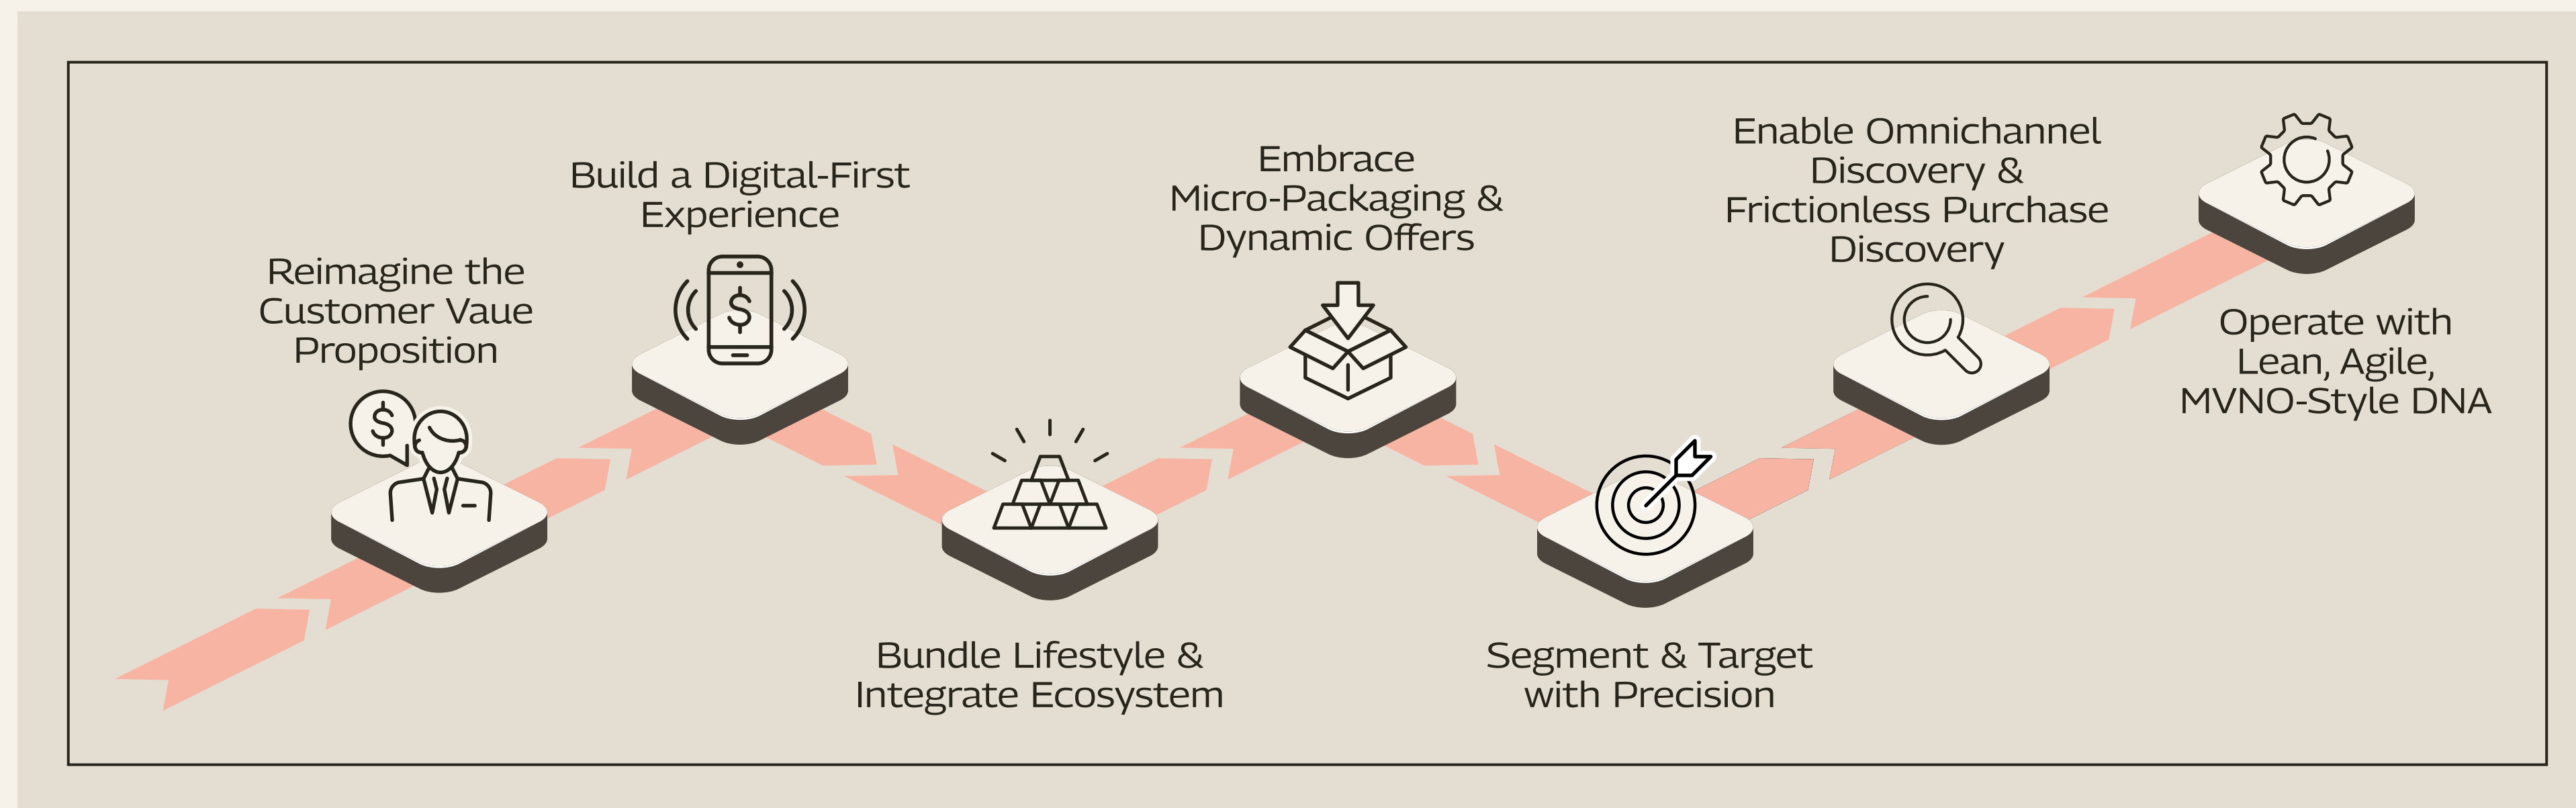 Reimagine the
Customer Vaue
Proposition
Build a Digital-First
Experience
Bundle Lifestyle &
Integrate Ecosystem
Embrace
Micro-Packaging &
Dynamic Offers
Segment & Target
with Precision
Enable Omnichannel
Discovery &
Frictionless Purchase
Discovery
Operate with
Lean, Agile,
MVNO-Style DNA